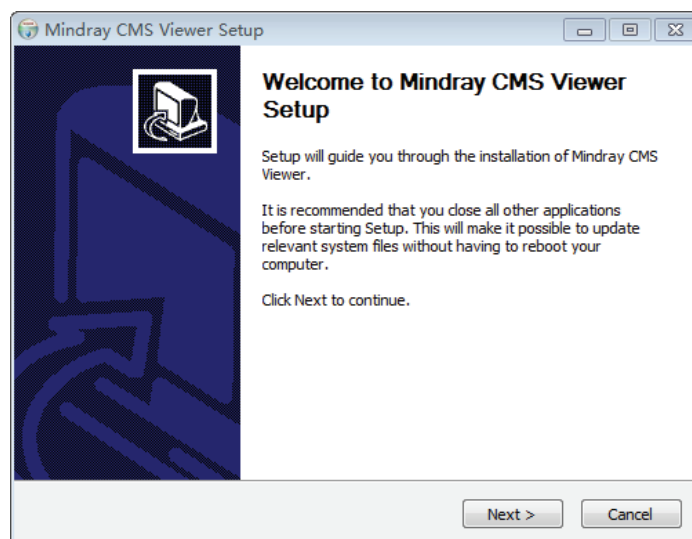 Mindray CMS Viewer Setup
Welcome to Mindray CMS Viewer
Setup
Setup will guide you through the installation of Mindray CMS
Viewer.
It is recommended that you close all other applications
before starting Setup. This will make it possible to update
relevant system files without having to reboot your
computer.
Click Next to continue.
Next >
Cancel